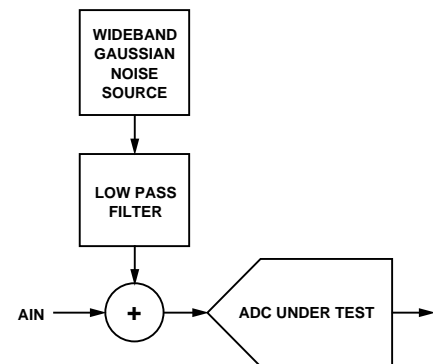 WIDEBAND
GAUSSIAN
NOISE
SOURCE
LOW PASS
FILTER
AIN
+
ADC UNDER TEST